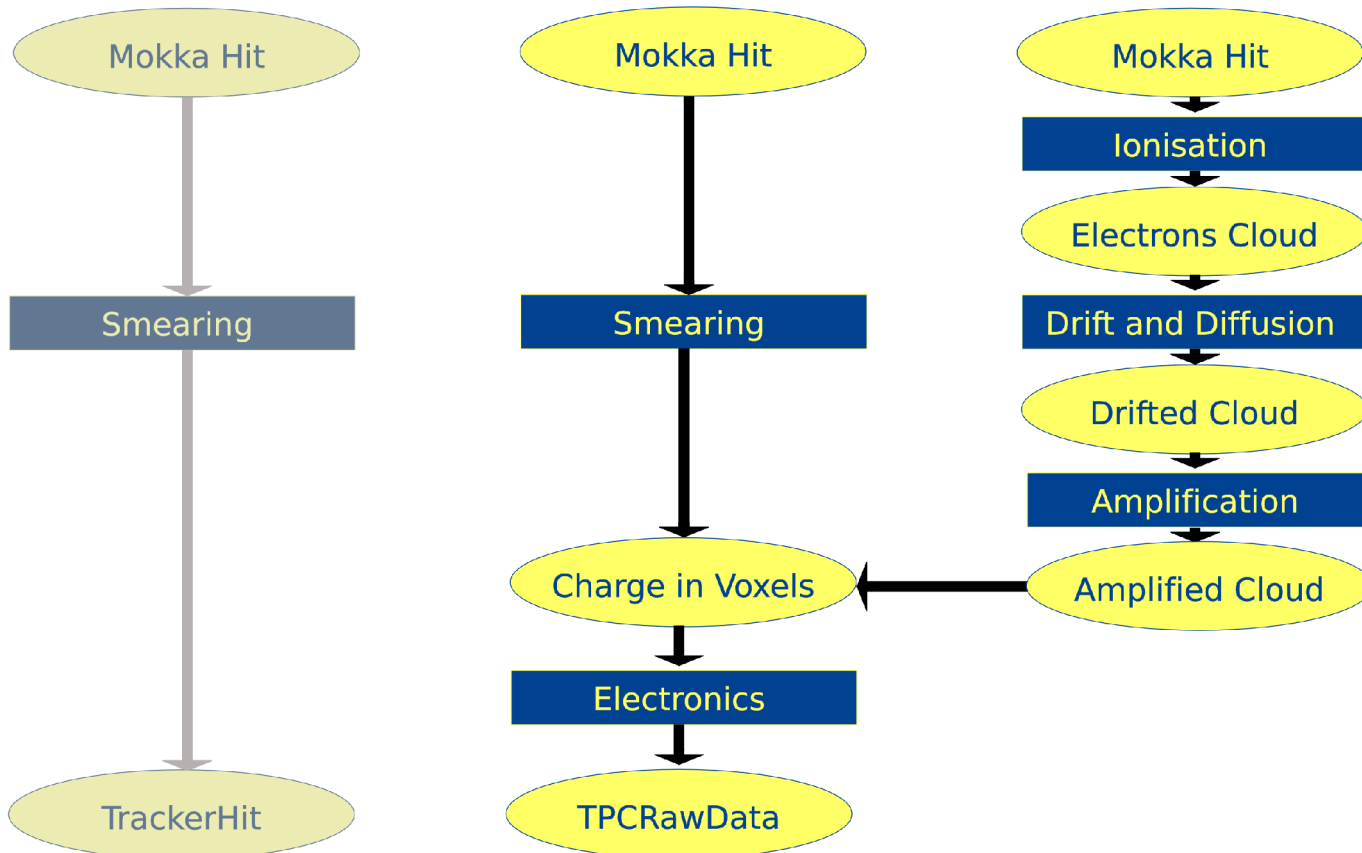 Mokka Hit
Smearing
TrackerHit
Mokka Hit
Smearing
Charge in Voxels
Electronics
TPCRawData
Mokka Hit
Ionisation
Electrons Cloud
Drift and Diffusion
Drifted Cloud
Amplification
Amplified Cloud